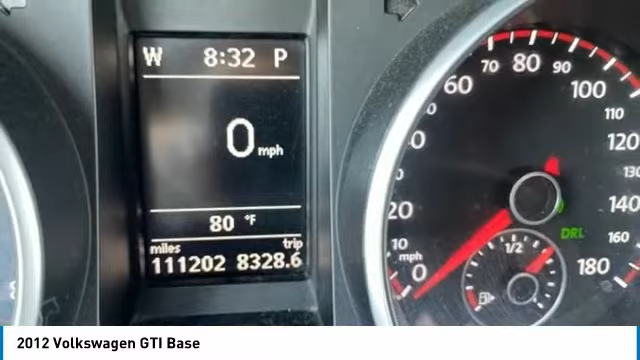 W 8:32 P
0 mph
80 °F
miles trip
111202 8328.6
0
10
mph
20
60
70
80
90
100
110
120
140
160
180
DRL
1/2
2012 Volkswagen GTI Base